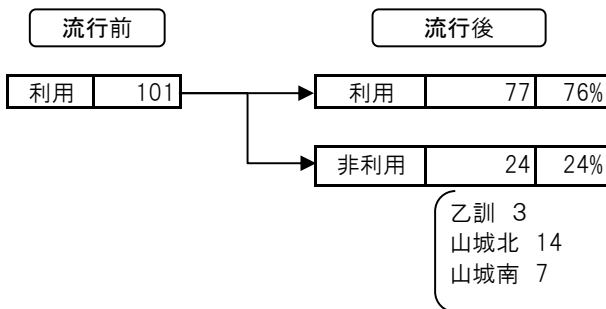 流行前 流行後
利用 101 利用 77 76%
非利用 24 24%
乙訓 3
山城北 14
山城南 7